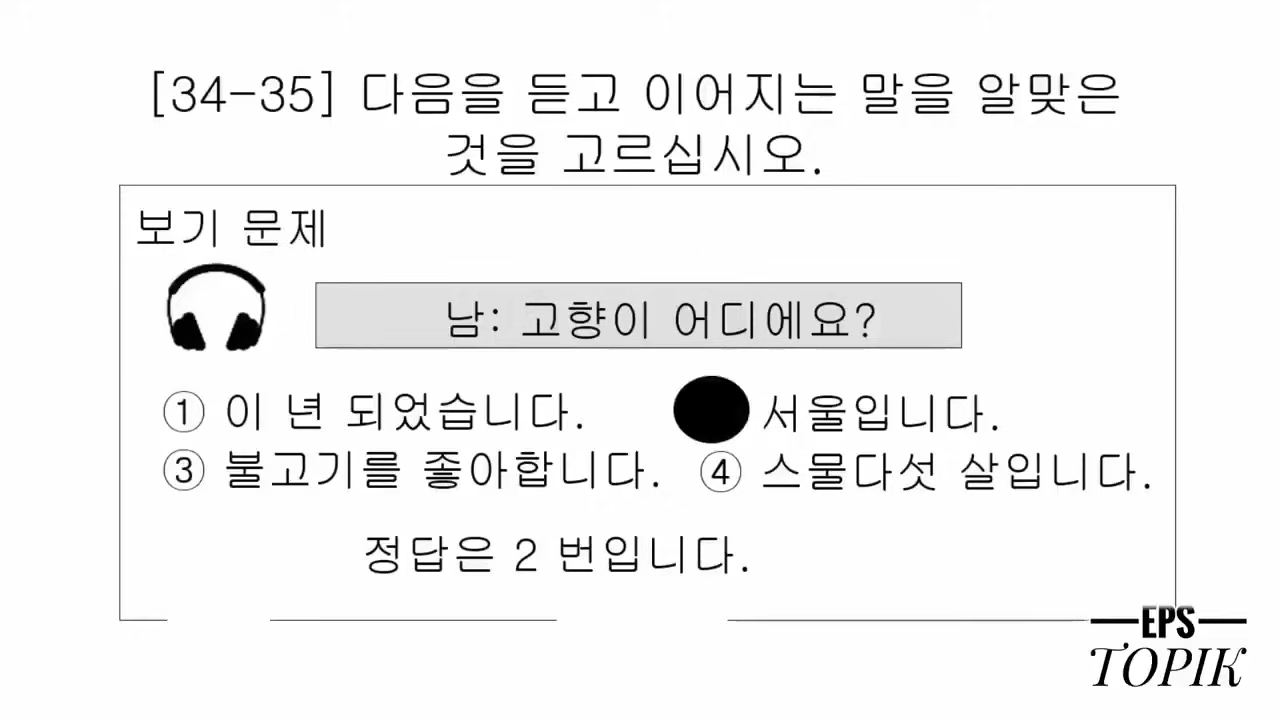 [34-35] 다음을 듣고 이어지는 말을 알맞은
것을 고르십시오.
보기 문제
남: 고향이 어디에요?
① 이 년 되었습니다. 서울입니다.
③ 불고기를 좋아합니다. ④ 스물다섯 살입니다.
정답은 2 번입니다.
EPS
TOPIK